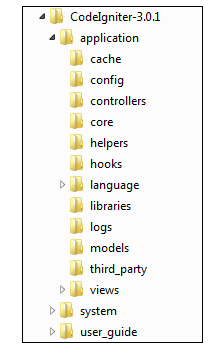 CodeIgniter-3.0.1
application
cache
config
controllers
core
helpers
hooks
language
libraries
logs
models
third_party
views
system
user_guide